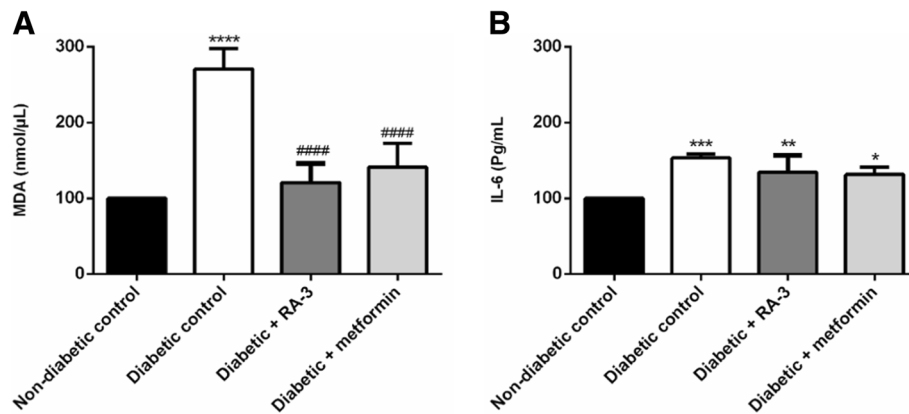 A
MDA (nmol/µL)
300
200
100
0
****
####
####
Non-diabetic control
Diabetic control
Diabetic + RA-3
Diabetic + metformin
B
IL-6 (Pg/mL
300
200
100
0
***
**
*
Non-diabetic control
Diabetic control
Diabetic + RA-3
Diabetic + metformin